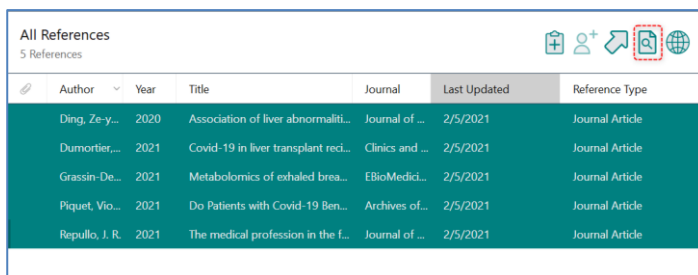 All References
5 References
Author Year Title Journal Last Updated Reference Type
Ding, Ze-y... 2020 Association of liver abnormaliti... Journal of ... 2/5/2021 Journal Article
Dumortier,... 2021 Covid-19 in liver transplant reci... Clinics and ... 2/5/2021 Journal Article
Grassin-De... 2021 Metabolomics of exhaled brea... EBioMedici... 2/5/2021 Journal Article
Piquet, Vio... 2021 Do Patients with Covid-19 Ben... Archives of... 2/5/2021 Journal Article
Repullo, J. R. 2021 The medical profession in the f... Journal of ... 2/5/2021 Journal Article